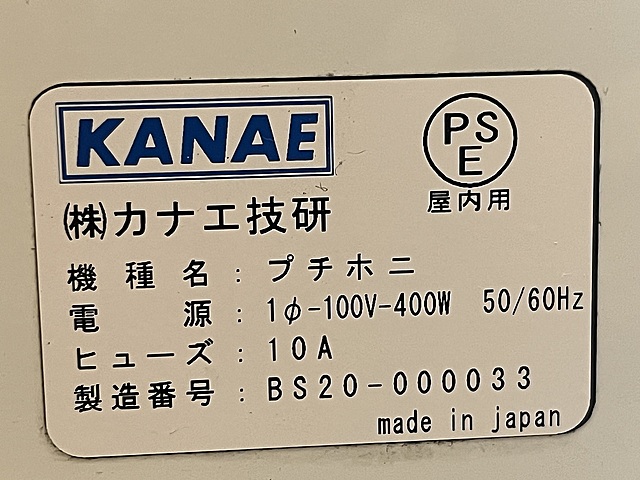 KANAE
PS
E
屋内用
㈱カナエ技研
機種名：プチホニ
電源：1φ-100V-400W 50/60Hz
ヒューズ：10A
製造番号：BS20-000033
made in japan